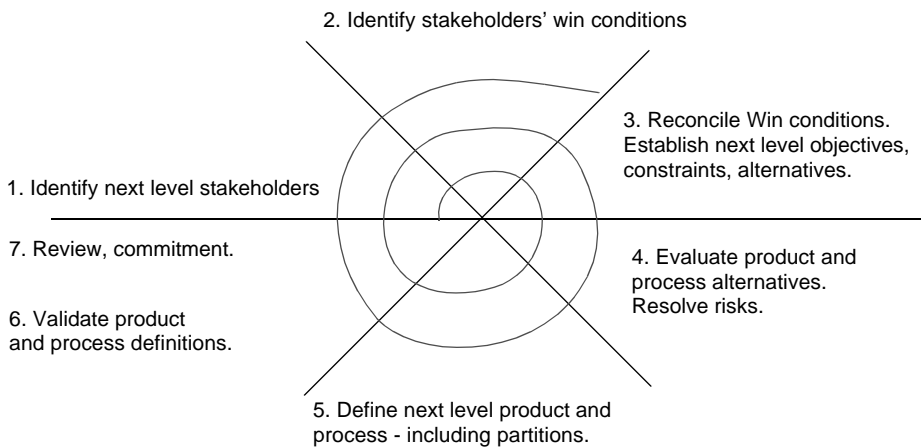 2. Identify stakeholders' win conditions
3. Reconcile Win conditions.
Establish next level objectives,
constraints, alternatives.
1. Identify next level stakeholders
7. Review, commitment.
4. Evaluate product and
process alternatives.
Resolve risks.
6. Validate product
and process definitions.
5. Define next level product and
process - including partitions.